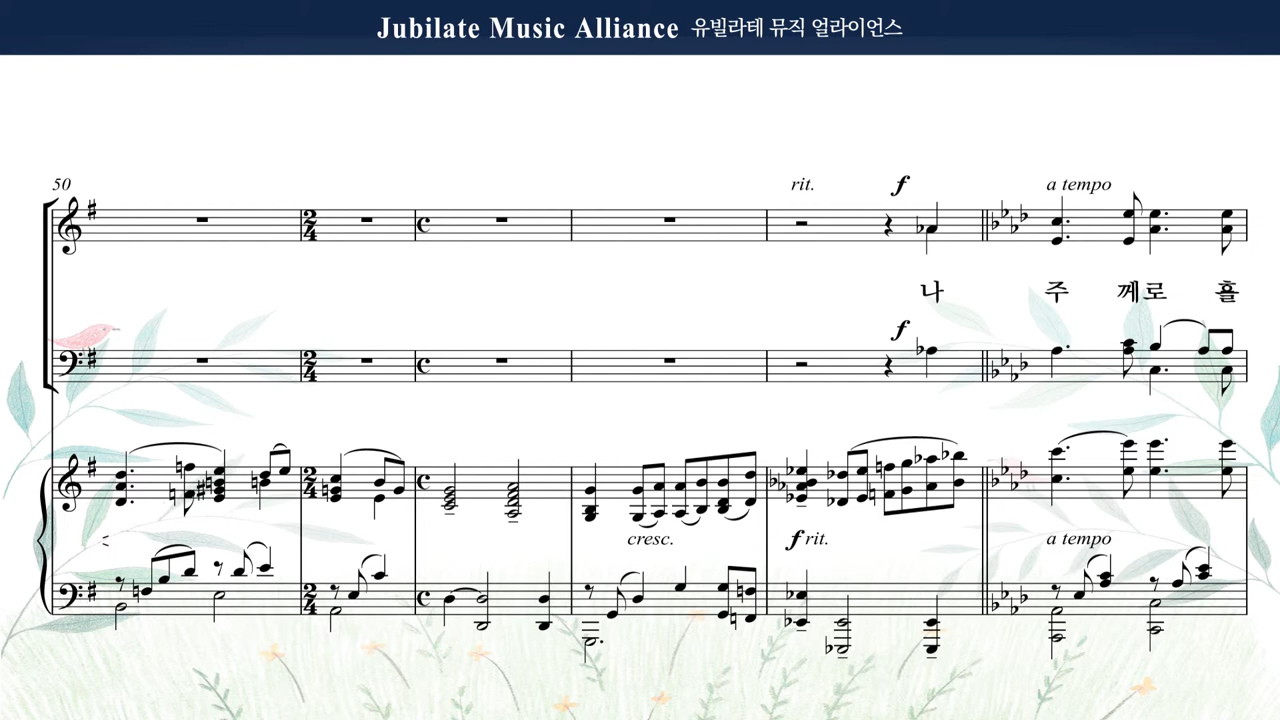 Jubilate Music Alliance 유빌라테 뮤직 얼라이언스
50
rit.
f
a tempo
나 주 께로 흘
f
cresc.
f rit.
a tempo